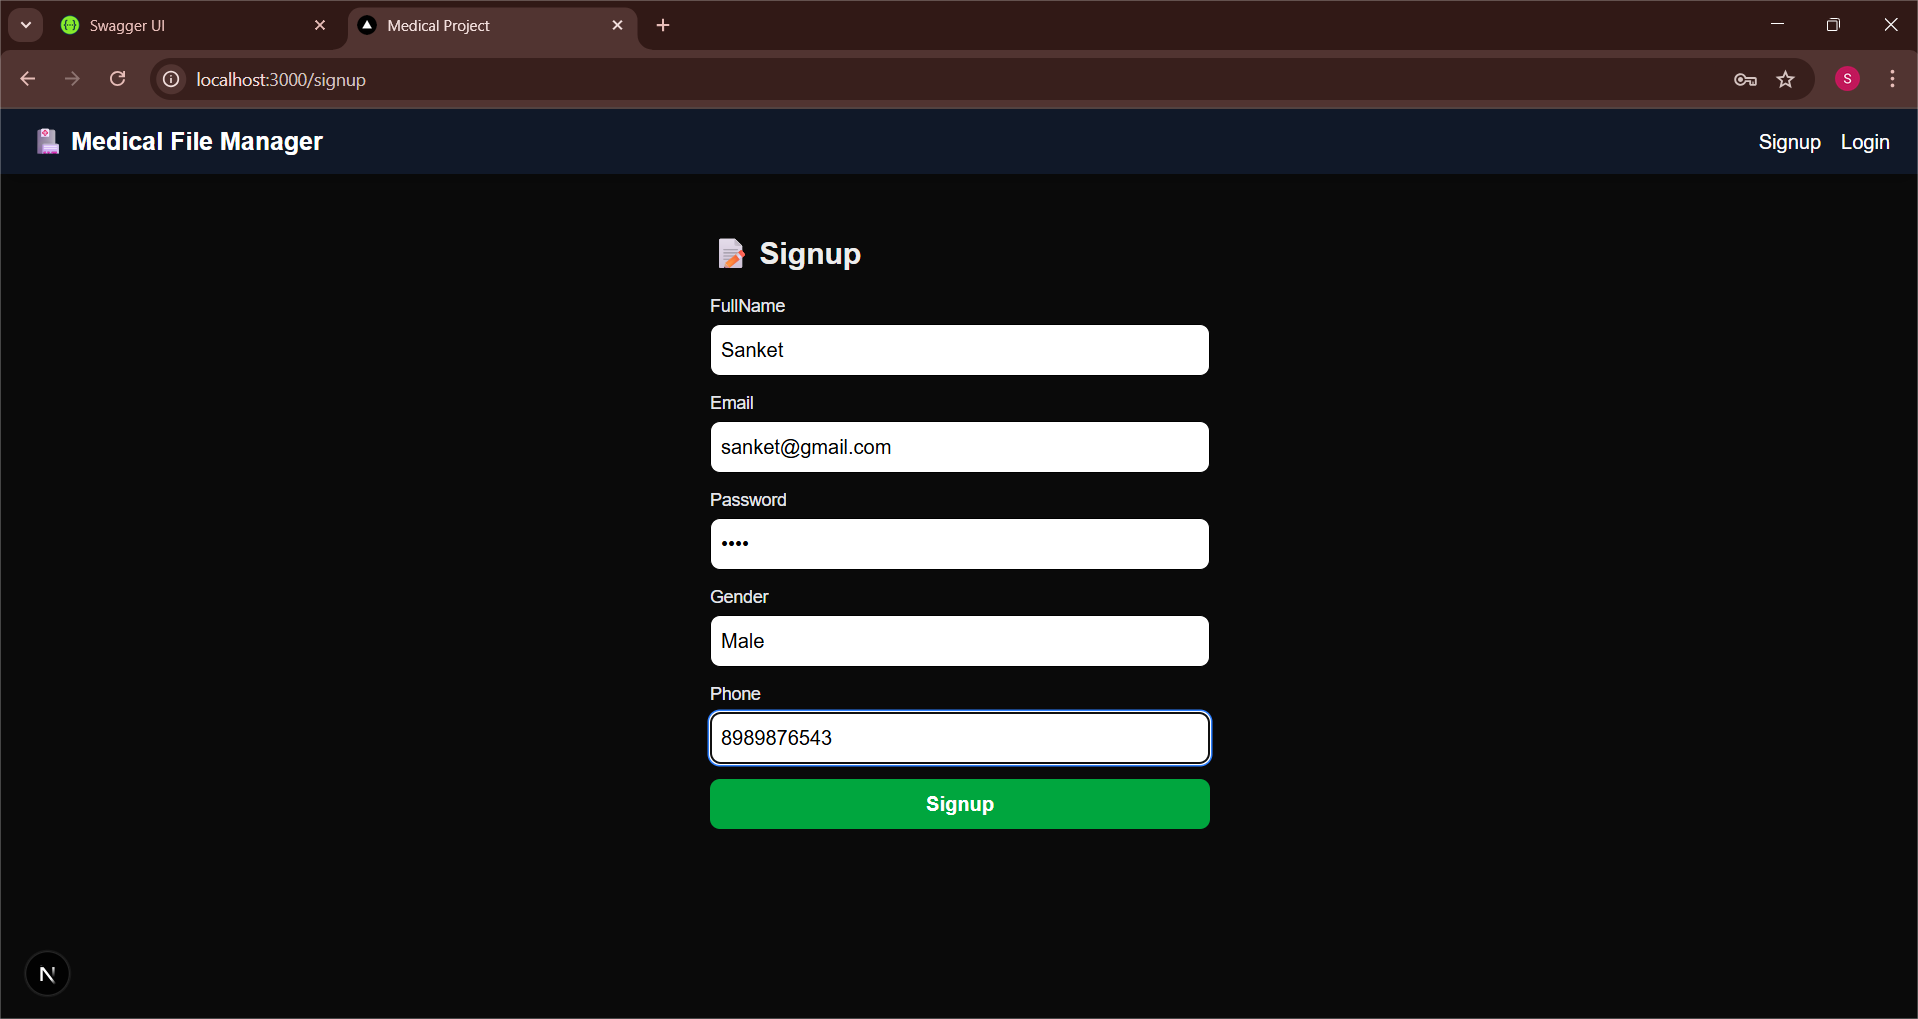 Swagger UI
Medical Project
localhost:3000/signup
S
Medical File Manager
Signup Login
Signup
FullName
Sanket
Email
sanket@gmail.com
Password
••••
Gender
Male
Phone
8989876543
Signup
N